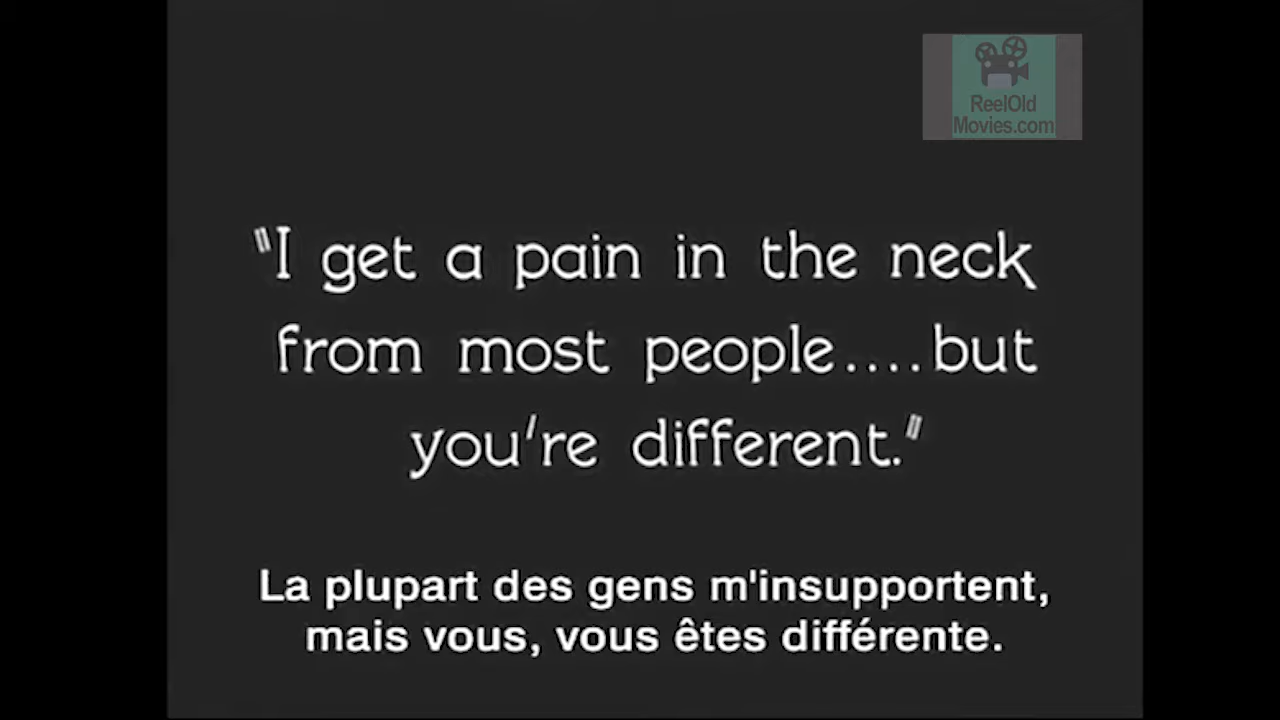 ReelOld
Movies.com
"I get a pain in the neck
from most people....but
you're different."
La plupart des gens m'insupportent,
mais vous, vous êtes différente.